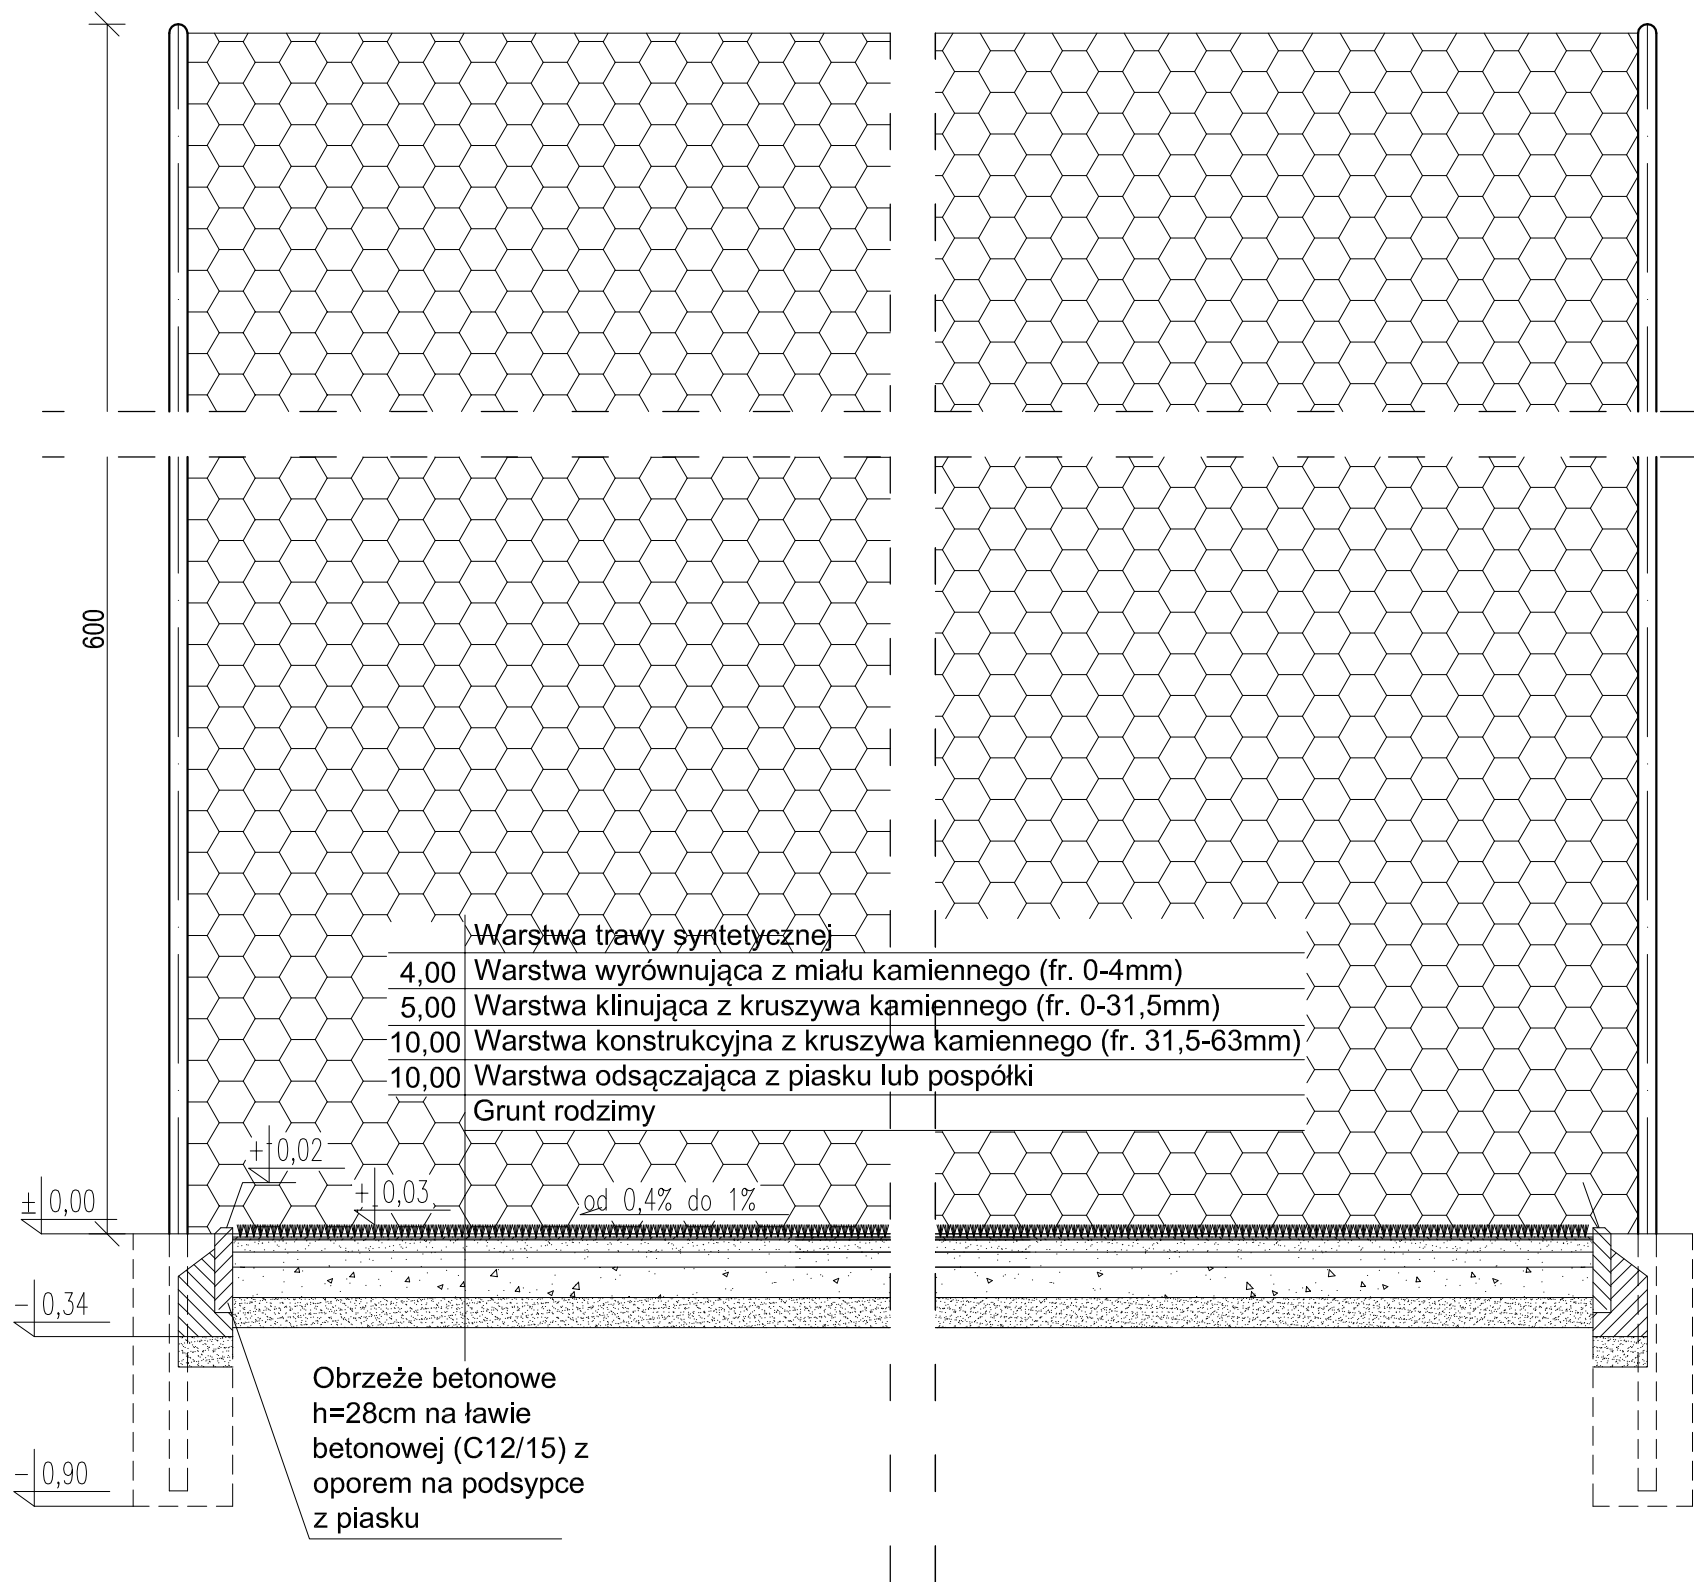 600
Warstwa trawy syntetycznej
4,00 Warstwa wyrównująca z miału kamiennego (fr. 0-4mm)
5,00 Warstwa klinująca z kruszywa kamiennego (fr. 0-31,5mm)
10,00 Warstwa konstrukcyjna z kruszywa kamiennego (fr. 31,5-63mm)
10,00 Warstwa odsączająca z piasku lub pospółki
Grunt rodzimy
+0,02
±0,00
+0,03
od 0,4% do 1%
-0,34
Obrzeże betonowe
h=28cm na ławie
betonowej (C12/15) z
oporem na podsypce
z piasku
-0,90